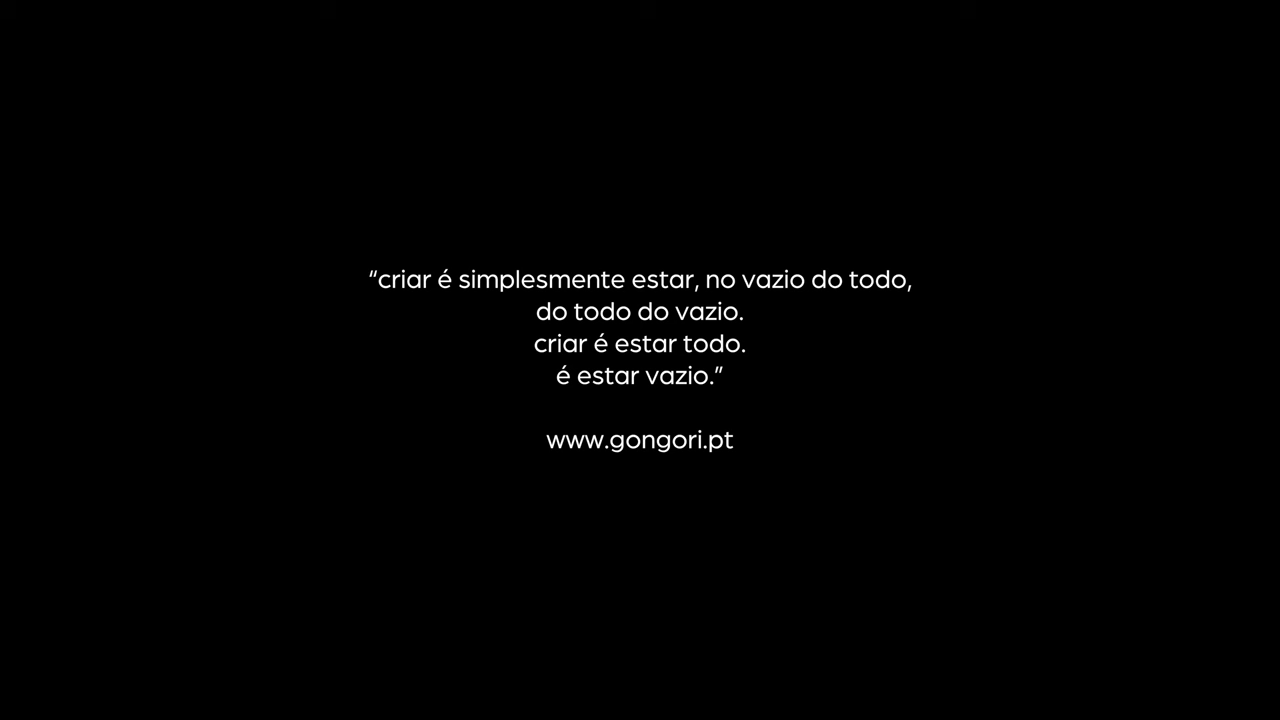 “criar é simplesmente estar, no vazio do todo,
do todo do vazio.
criar é estar todo.
é estar vazio.”
www.gongori.pt